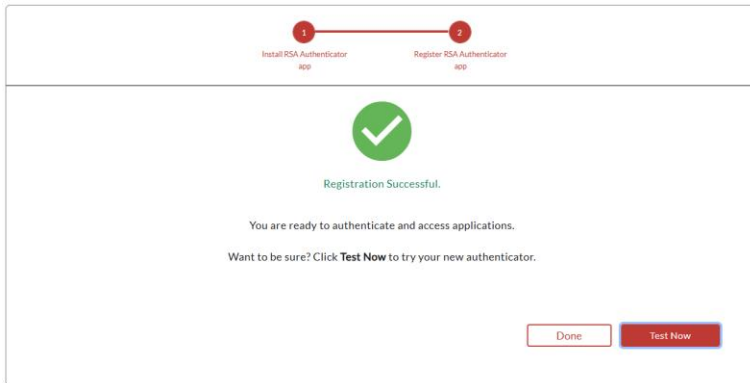 1
2
Install RSA Authenticator
app
Register RSA Authenticator
app
Registration Successful.
You are ready to authenticate and access applications.
Want to be sure? Click Test Now to try your new authenticator.
Done
Test Now